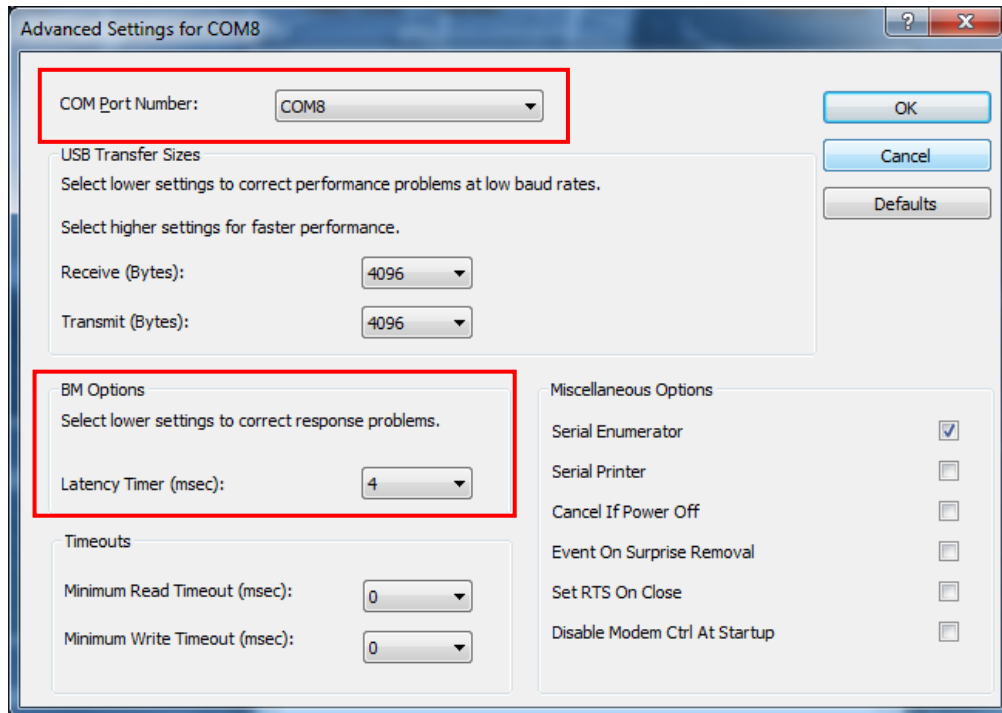 Advanced Settings for COM8
COM Port Number: COM8
OK
USB Transfer Sizes
Cancel
Select lower settings to correct performance problems at low baud rates.
Defaults
Select higher settings for faster performance.
Receive (Bytes): 4096
Transmit (Bytes): 4096
BM Options
Select lower settings to correct response problems.
Latency Timer (msec): 4
Timeouts
Minimum Read Timeout (msec): 0
Minimum Write Timeout (msec): 0
Miscellaneous Options
Serial Enumerator
Serial Printer
Cancel If Power Off
Event On Surprise Removal
Set RTS On Close
Disable Modem Ctrl At Startup